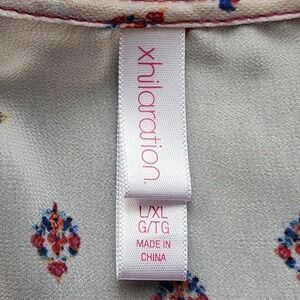 xhilaration.
L/XL
G/TG
MADE IN
CHINA